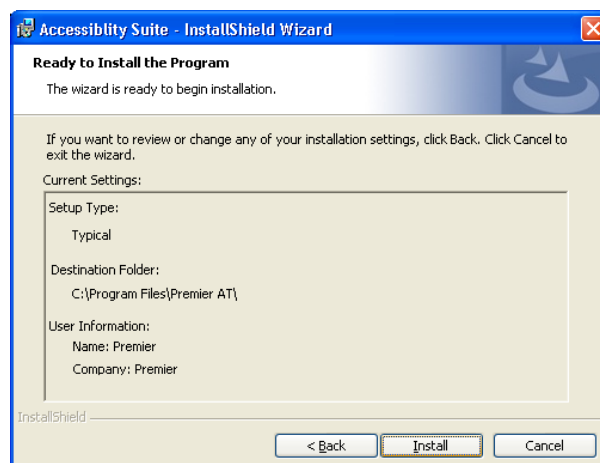 Accessiblity Suite - InstallShield Wizard
Ready to Install the Program
The wizard is ready to begin installation.
If you want to review or change any of your installation settings, click Back. Click Cancel to
exit the wizard.
Current Settings:
Setup Type:
Typical
Destination Folder:
C:\Program Files\Premier AT\
User Information:
Name: Premier
Company: Premier
InstallShield
< Back
Install
Cancel